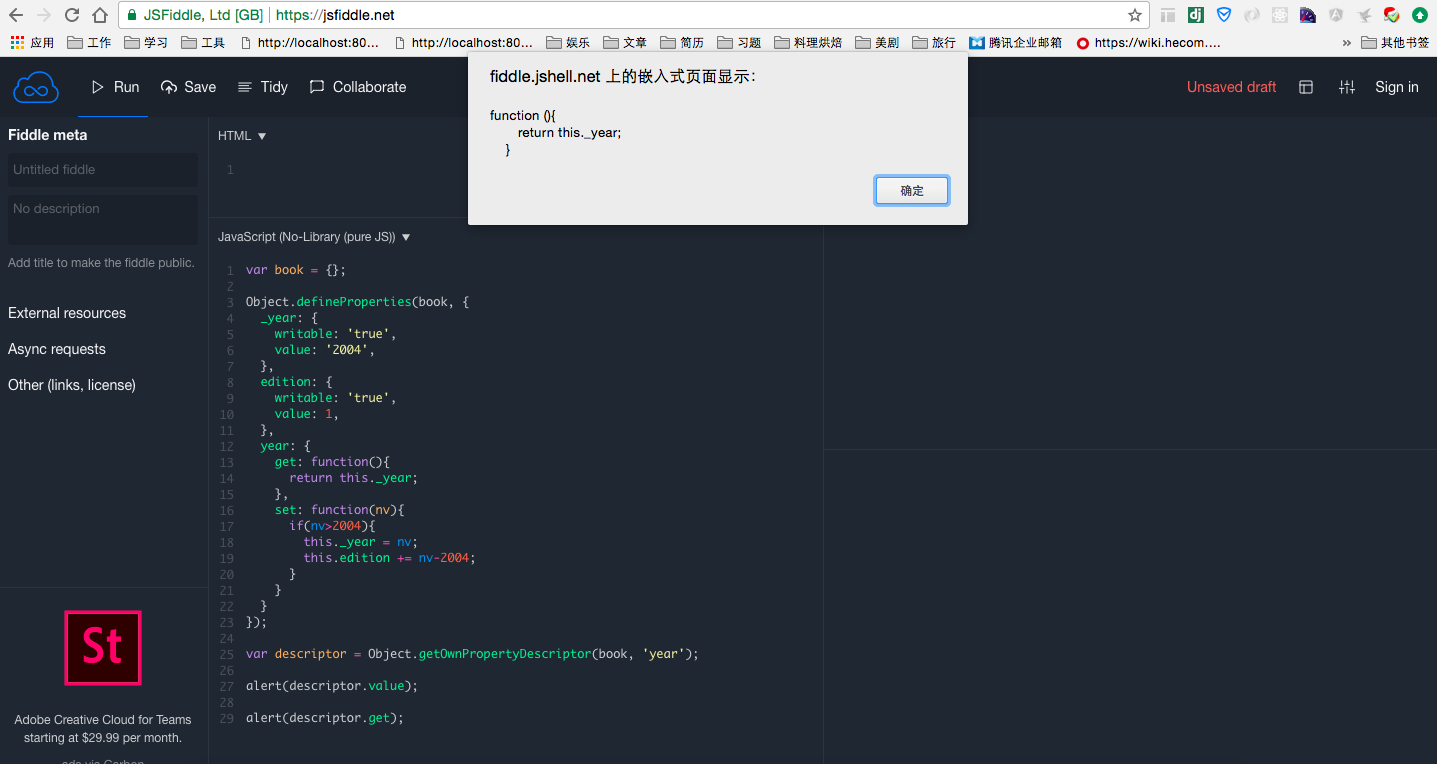 JSFiddle, Ltd [GB] https://jsfiddle.net
应用 工作 学习 工具 http://localhost:80... http://localhost:80... 娱乐 文章 简历 习题 料理烘焙 美剧 旅行 腾讯企业邮箱 https://wiki.hecom.... » 其他书签
fiddle.jshell.net 上的嵌入式页面显示：
function (){
return this._year;
}
确定
Run Save Tidy Collaborate Unsaved draft Sign in
Fiddle meta
Untitled fiddle
No description
Add title to make the fiddle public.
External resources
Async requests
Other (links, license)
St
Adobe Creative Cloud for Teams
starting at $29.99 per month.
HTML
1
JavaScript (No-Library (pure JS))
1 var book = {};
2
3 Object.defineProperties(book, {
4 _year: {
5 writable: 'true',
6 value: '2004',
7 },
8 edition: {
9 writable: 'true',
10 value: 1,
11 },
12 year: {
13 get: function(){
14 return this._year;
15 },
16 set: function(nv){
17 if(nv>2004){
18 this._year = nv;
19 this.edition += nv-2004;
20 }
21 }
22 }
23 });
24
25 var descriptor = Object.getOwnPropertyDescriptor(book, 'year');
26
27 alert(descriptor.value);
28
29 alert(descriptor.get);